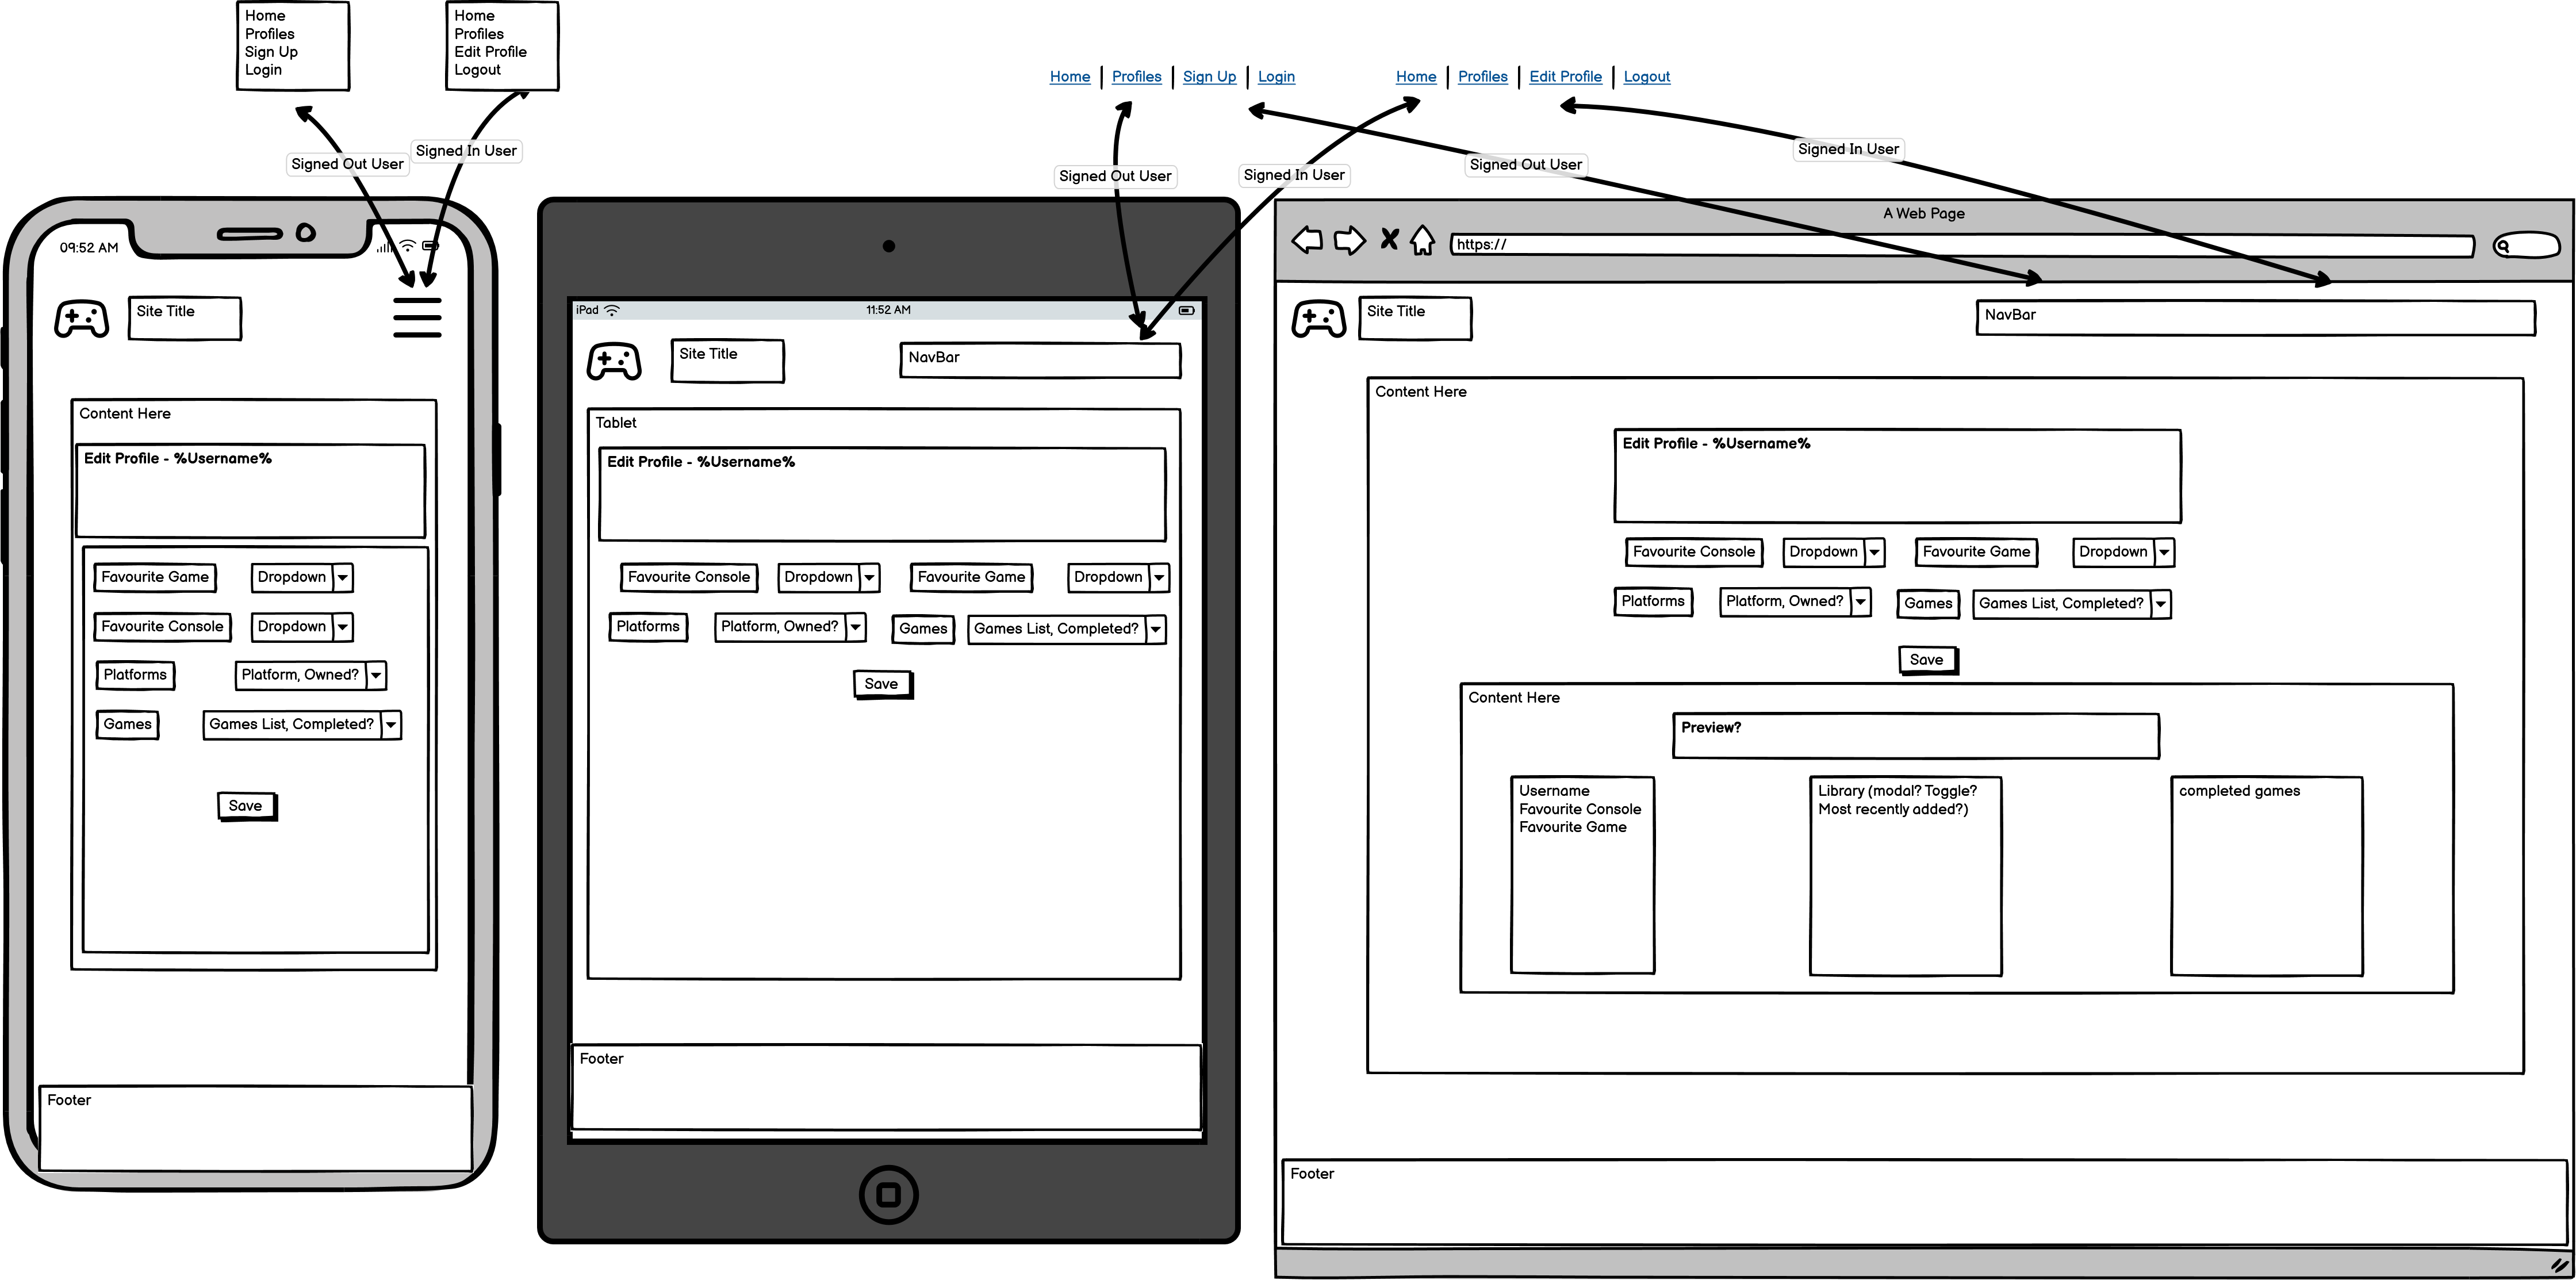 Home
Profiles
Sign Up
Login
Home
Profiles
Edit Profile
Logout
Signed Out User
Signed In User
Home
Profiles
Sign Up
Login
Home
Profiles
Edit Profile
Logout
Signed Out User
Signed In User
Signed Out User
Signed In User
09:52 AM
Site Title
Content Here
Edit Profile - %Username%
Favourite Game
Dropdown
Favourite Console
Dropdown
Platforms
Platform, Owned?
Games
Games List, Completed?
Save
Footer
iPad
11:52 AM
Site Title
NavBar
Tablet
Edit Profile - %Username%
Favourite Console
Dropdown
Favourite Game
Dropdown
Platforms
Platform, Owned?
Games
Games List, Completed?
Save
Footer
A Web Page
https://
Site Title
NavBar
Content Here
Edit Profile - %Username%
Favourite Console
Dropdown
Favourite Game
Dropdown
Platforms
Platform, Owned?
Games
Games List, Completed?
Save
Content Here
Preview?
Username
Favourite Console
Favourite Game
Library (modal? Toggle?
Most recently added?)
completed games
Footer